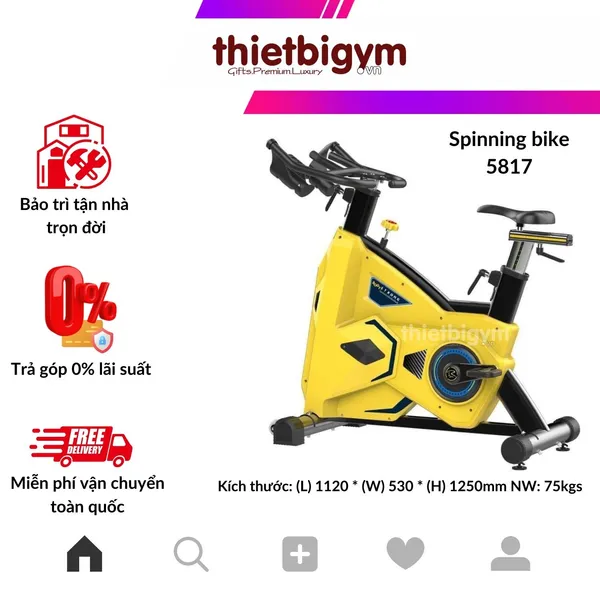 thietbigym
Gifts.Premium.Luxury
.vn
Spinning bike
5817
Bảo trì tận nhà
trọn đời
0%
Trả góp 0% lãi suất
thietbigym
FREE
DELIVERY
Miễn phí vận chuyển
toàn quốc
Kích thước: (L) 1120 * (W) 530 * (H) 1250mm NW: 75kgs